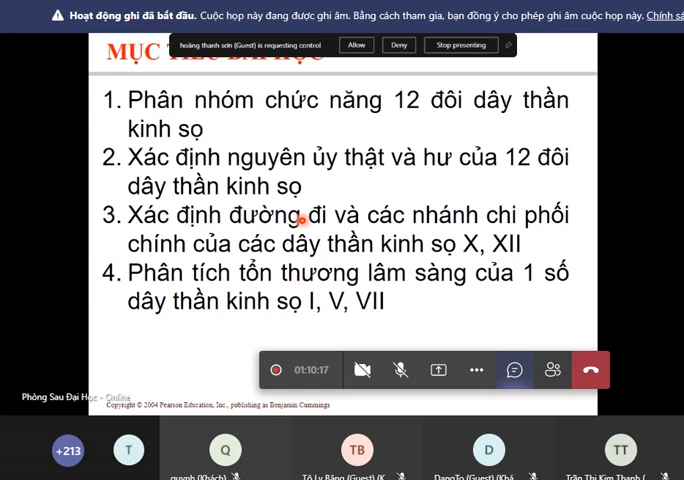 Hoạt động ghi đã bắt đầu. Cuộc họp này đang được ghi âm. Bằng cách tham gia, bạn đồng ý cho phép ghi âm cuộc họp này. Chính sá
hoàng thanh sdn (Guest) is requesting control Allow Deny Stop presenting
MỤC TIÊU BÀI HỌC
1. Phân nhóm chức năng 12 đôi dây thần
kinh sọ
2. Xác định nguyên ủy thật và hư của 12 đôi
dây thần kinh sọ
3. Xác định đường đi và các nhánh chi phối
chính của các dây thần kinh sọ X, XII
4. Phân tích tổn thương lâm sàng của 1 số
dây thần kinh sọ I, V, VII
01:10:17
Phòng Sau Đại Học - Online
Copyright © 2004 Pearson Education, Inc., publishing as Benjamin Cummings
+213 T Q TB D TT
quynh (Khách) Tô Ly Băng (Guest) (K DangTo (Guest) (Khá Trần Thị Kim Thanh (